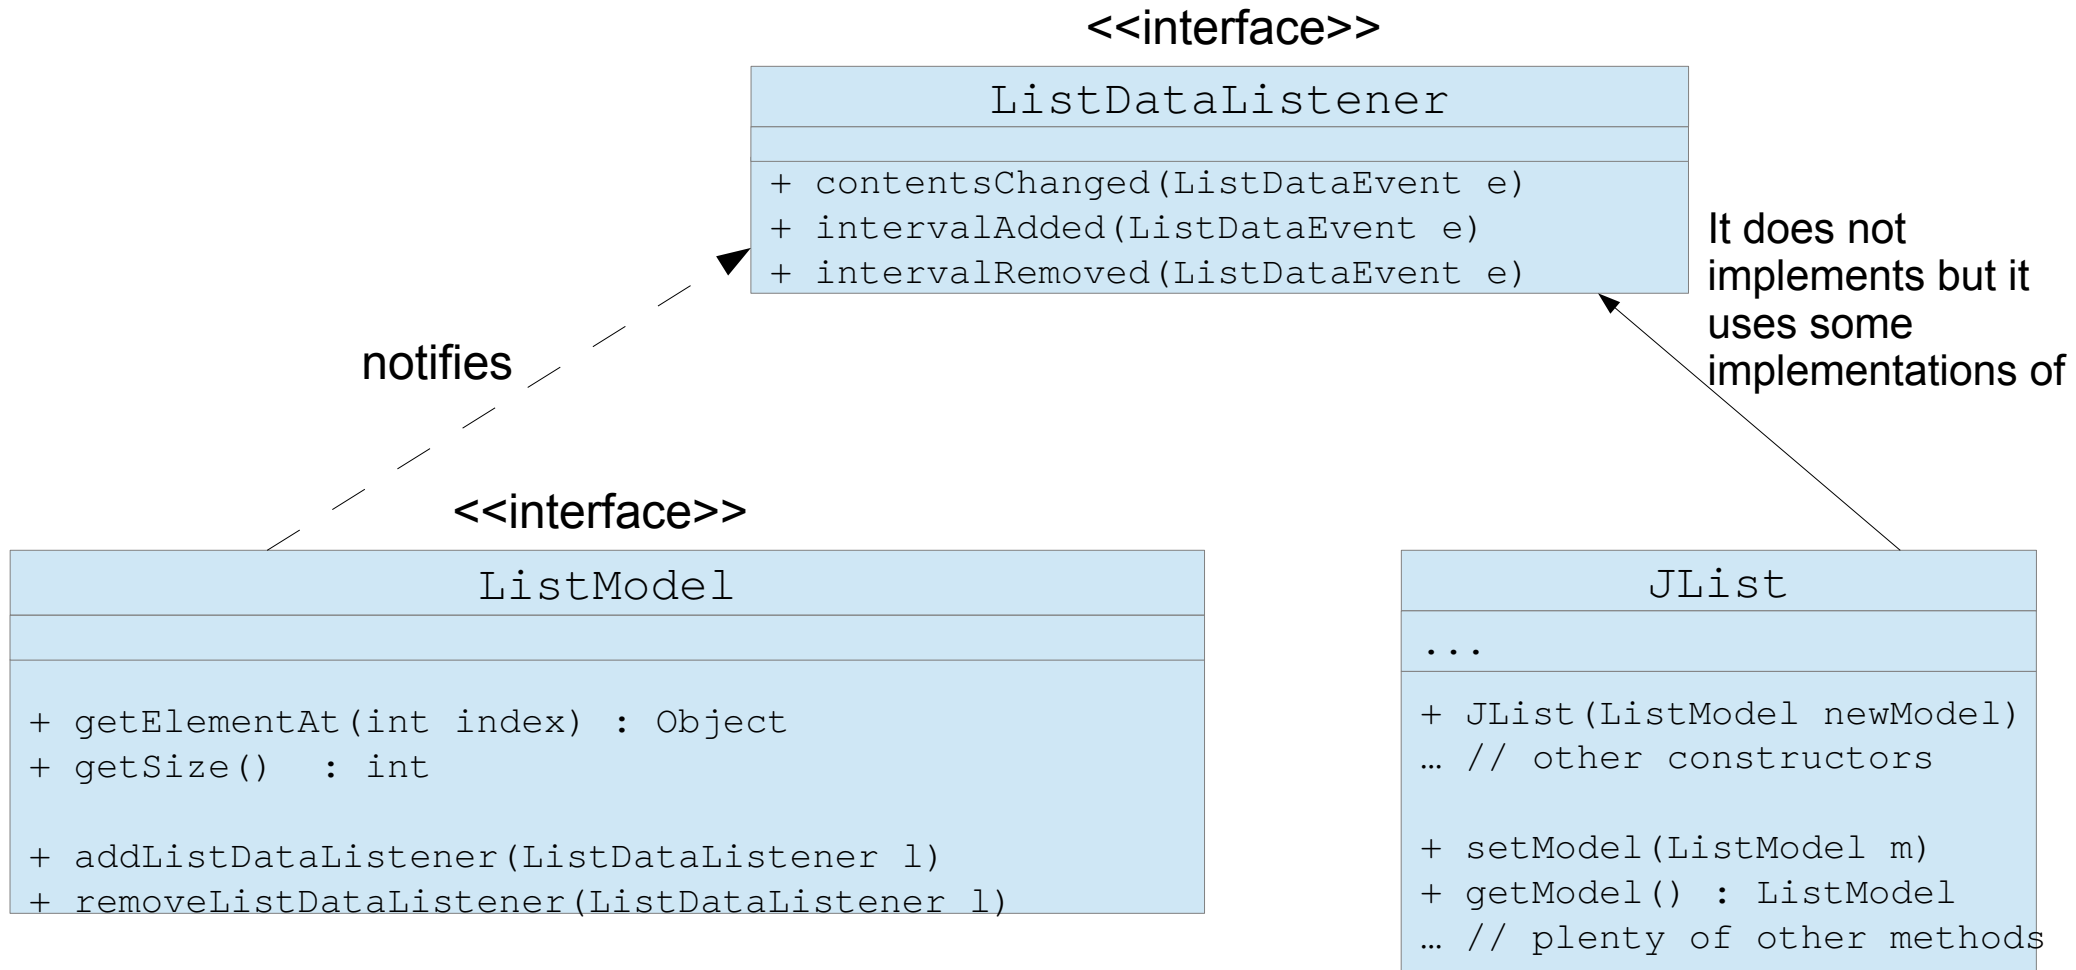 <<interface>>
ListDataListener
+ contentsChanged(ListDataEvent e)
+ intervalAdded(ListDataEvent e)
+ intervalRemoved(ListDataEvent e)
It does not
implements but it
uses some
implementations of
notifies
<<interface>>
ListModel
+ getElementAt(int index) : Object
+ getSize()  : int
+ addListDataListener(ListDataListener l)
+ removeListDataListener(ListDataListener l)
JList
...
+ JList(ListModel newModel)
… // other constructors
+ setModel(ListModel m)
+ getModel() : ListModel
… // plenty of other methods